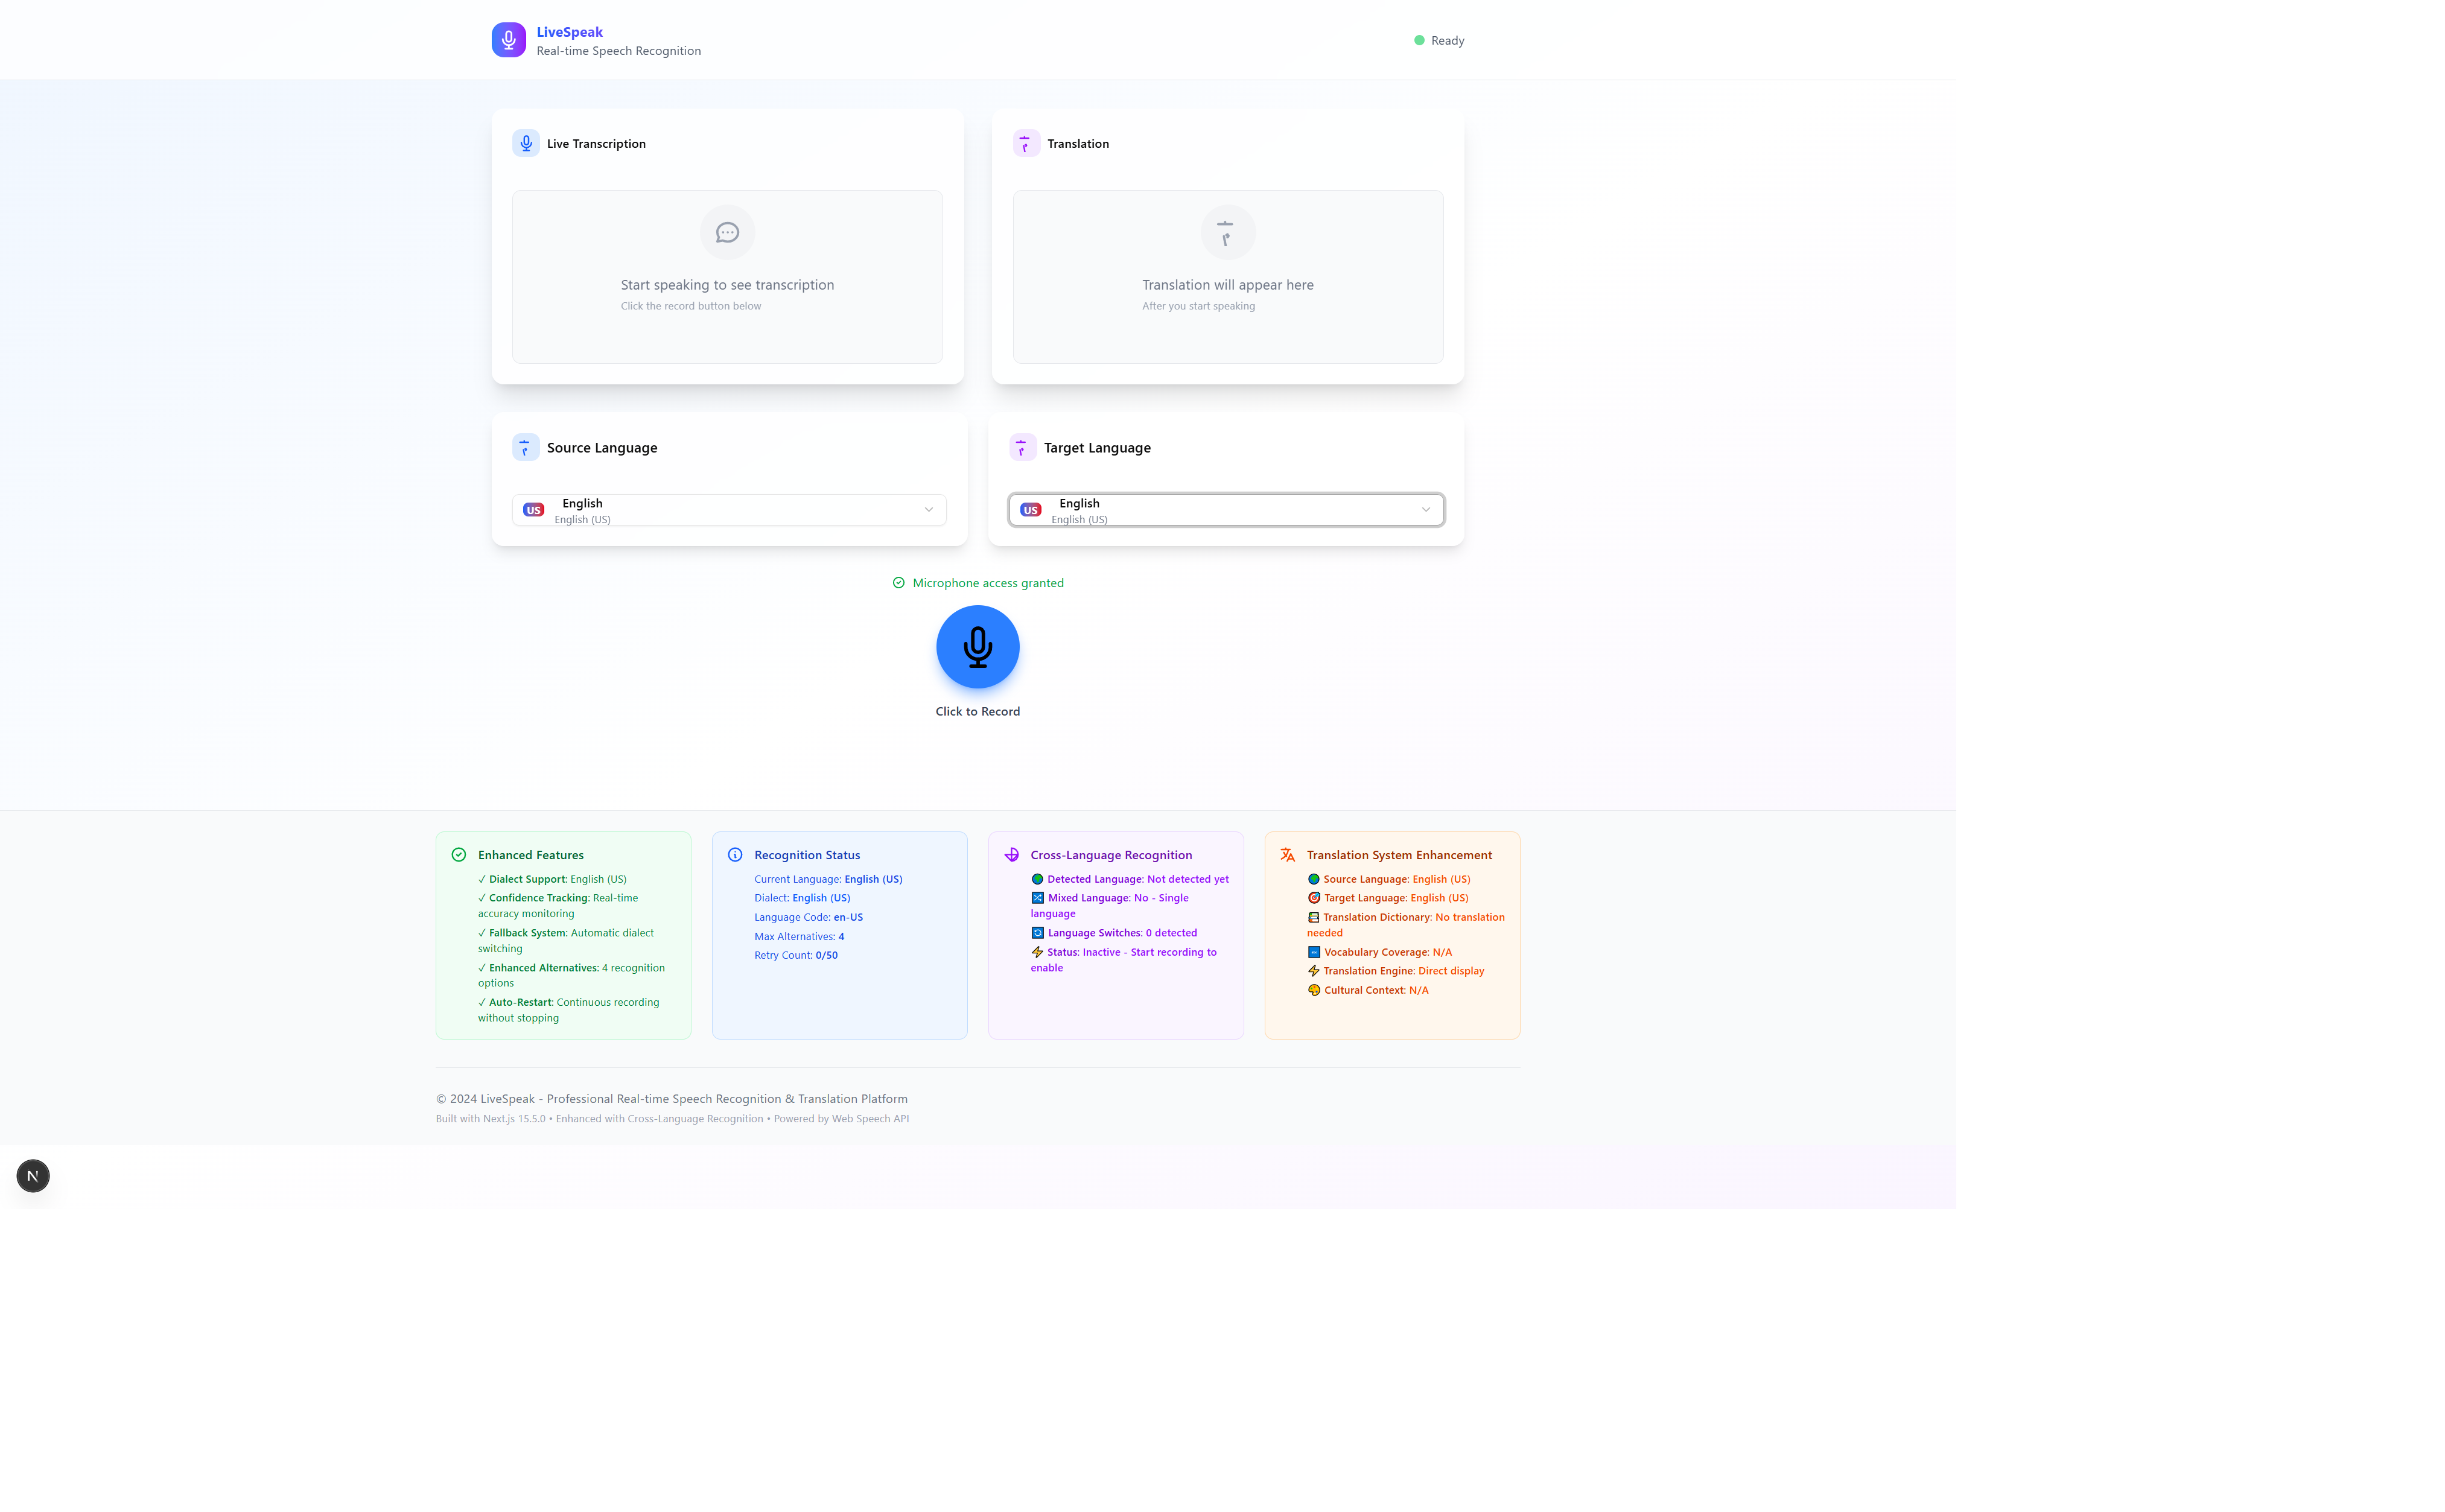 LiveSpeak
Real-time Speech Recognition
Ready
Live Transcription
Start speaking to see transcription
Click the record button below
Translation
Translation will appear here
After you start speaking
Source Language
US
English
English (US)
Target Language
US
English
English (US)
Microphone access granted
Click to Record
Enhanced Features
✓ Dialect Support: English (US)
✓ Confidence Tracking: Real-time
accuracy monitoring
✓ Fallback System: Automatic dialect
switching
✓ Enhanced Alternatives: 4 recognition
options
✓ Auto-Restart: Continuous recording
without stopping
Recognition Status
Current Language: English (US)
Dialect: English (US)
Language Code: en-US
Max Alternatives: 4
Retry Count: 0/50
Cross-Language Recognition
Detected Language: Not detected yet
Mixed Language: No - Single
language
Language Switches: 0 detected
Status: Inactive - Start recording to
enable
Translation System Enhancement
Source Language: English (US)
Target Language: English (US)
Translation Dictionary: No translation
needed
Vocabulary Coverage: N/A
Translation Engine: Direct display
Cultural Context: N/A
© 2024 LiveSpeak - Professional Real-time Speech Recognition & Translation Platform
Built with Next.js 15.5.0 • Enhanced with Cross-Language Recognition • Powered by Web Speech API
N